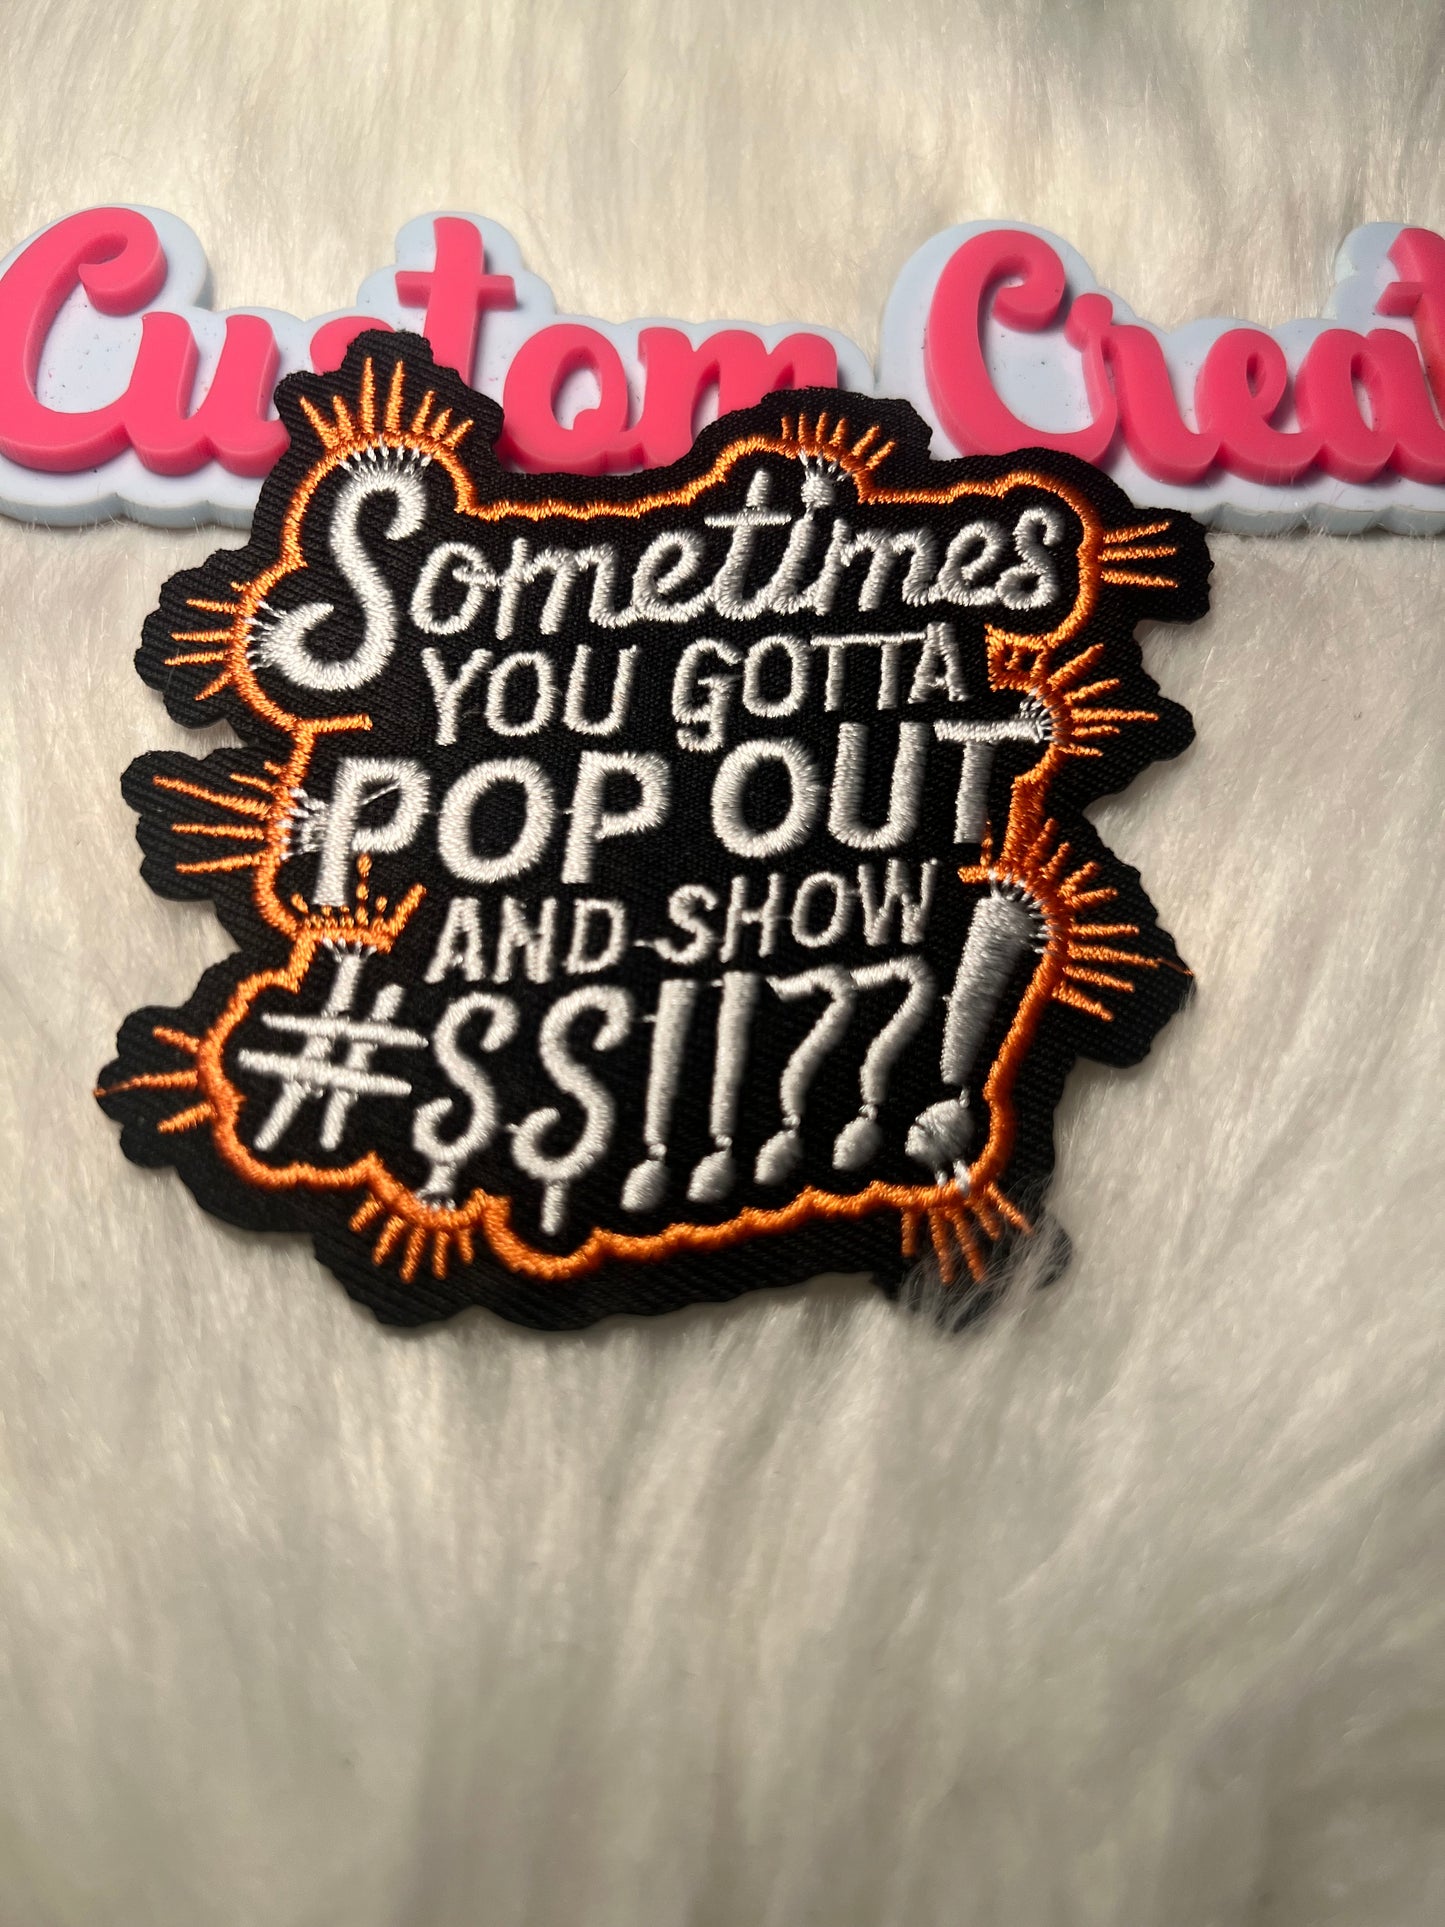 Custom Creat
Sometimes
YOU GOTTA
POP OUT
AND SHOW
#$$!!??!